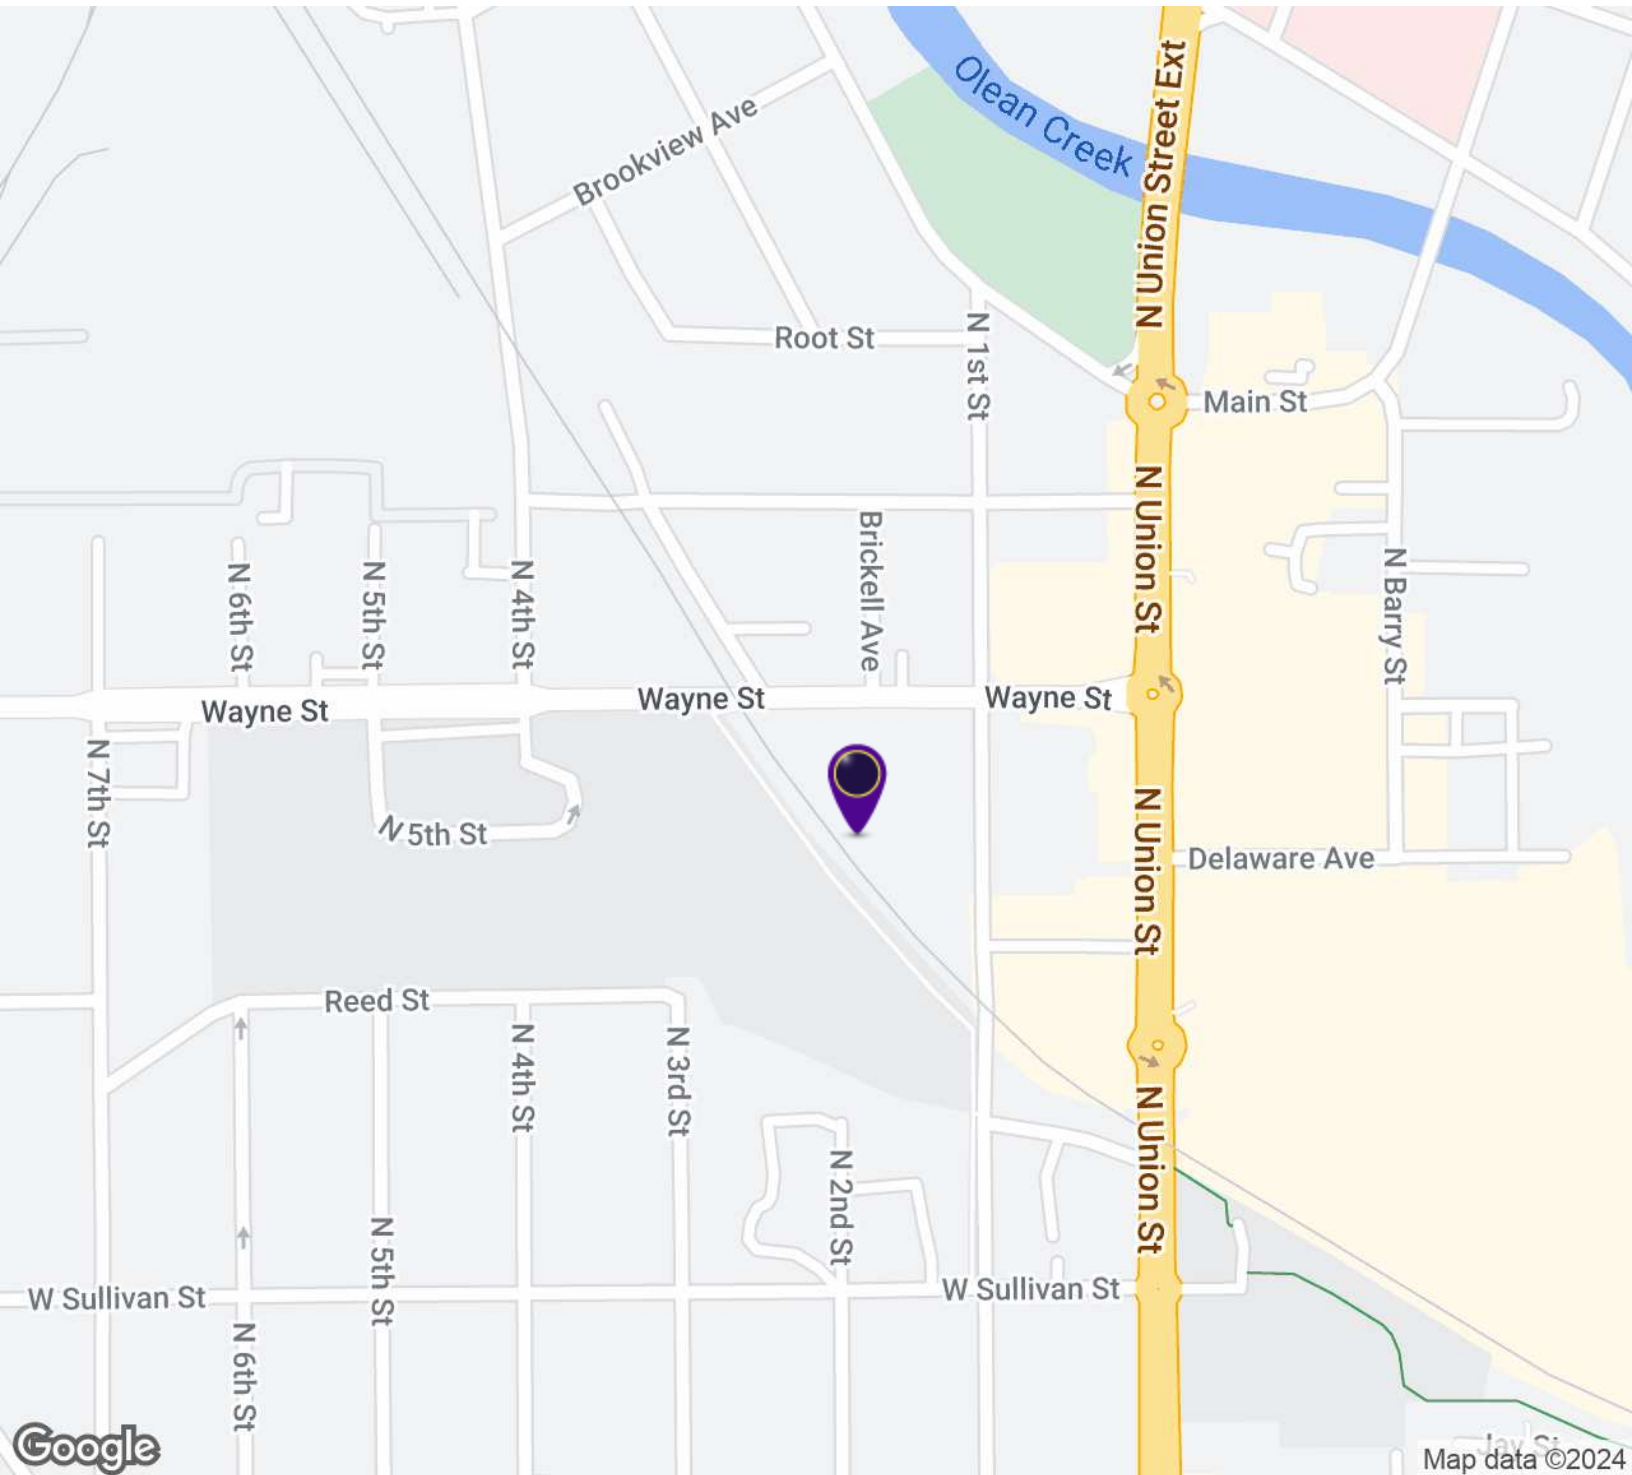 Olean Creek
N Union Street Ext
Brookview Ave
Root St
N 1st St
Main St
N Union St
Brickell Ave
N 6th St
N 5th St
N 4th St
N Barry St
Wayne St
Wayne St
Wayne St
N 7th St
N 5th St
N Union St
Delaware Ave
Reed St
N 4th St
N 3rd St
N Union St
N 2nd St
N 5th St
W Sullivan St
W Sullivan St
N 6th St
Jay St
Google
Map data ©2024